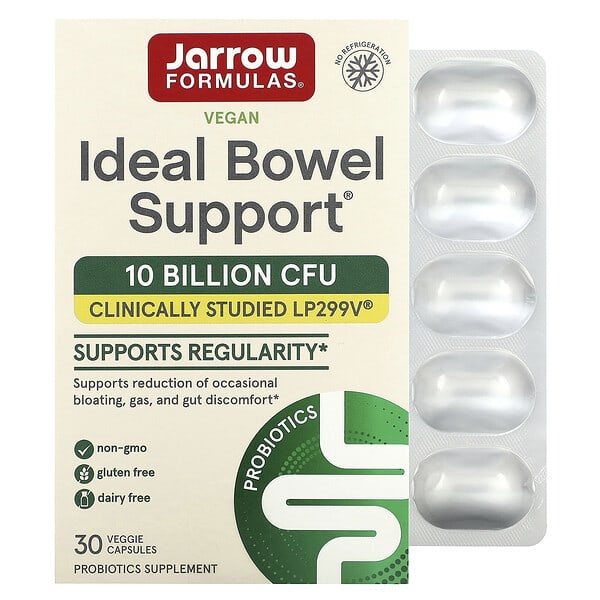 Jarrow
FORMULAS®
NO REFRIGERATION
VEGAN
Ideal Bowel
Support®
10 BILLION CFU
CLINICALLY STUDIED LP299V®
SUPPORTS REGULARITY*
Supports reduction of occasional
bloating, gas, and gut discomfort*
non-gmo
gluten free
dairy free
PROBIOTICS
30 VEGGIE
CAPSULES
PROBIOTICS SUPPLEMENT